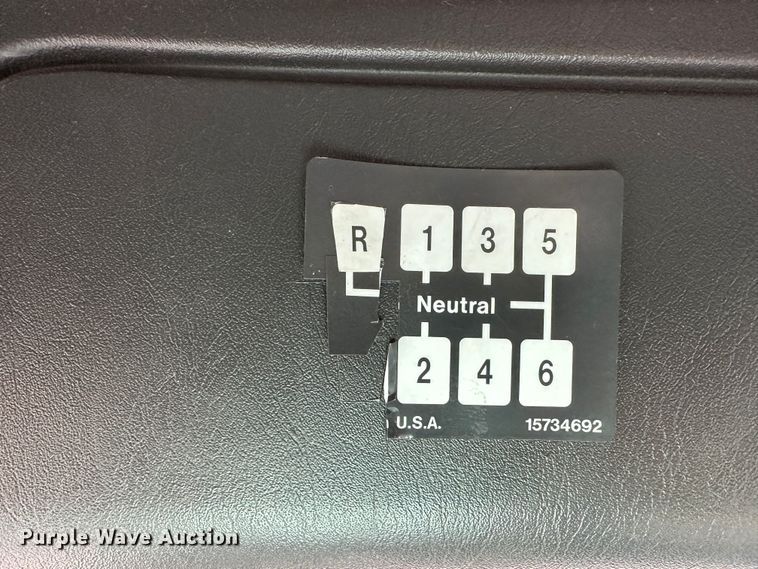 R 1 3 5
Neutral
2 4 6
U.S.A. 15734692
Purple Wave Auction